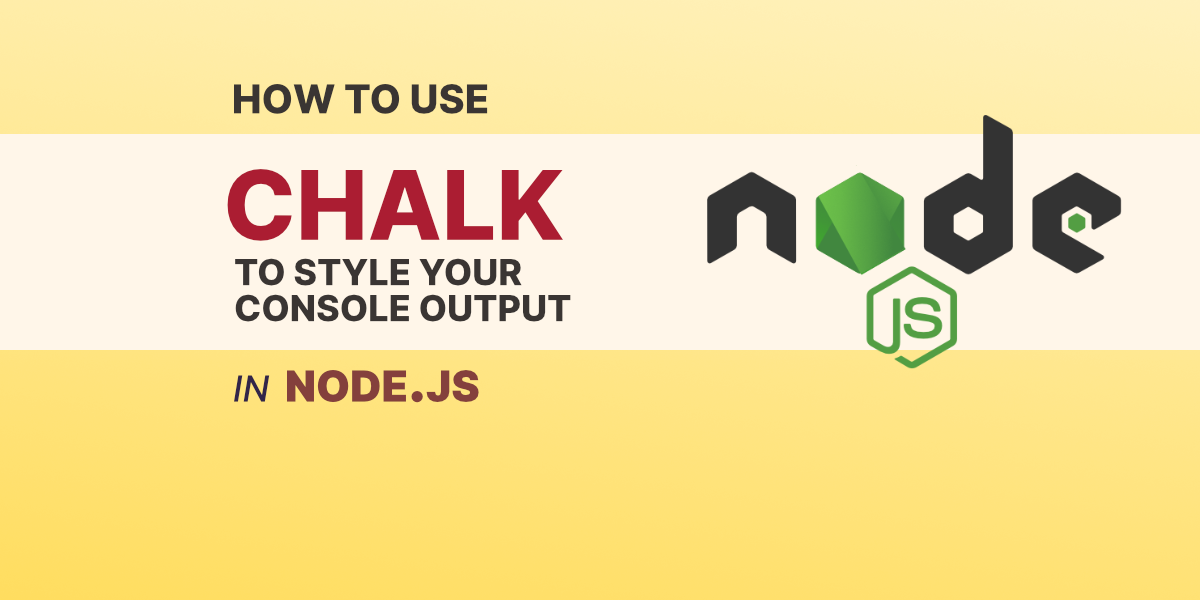 HOW TO USE
CHALK
TO STYLE YOUR
CONSOLE OUTPUT
IN NODE.JS
node
JS